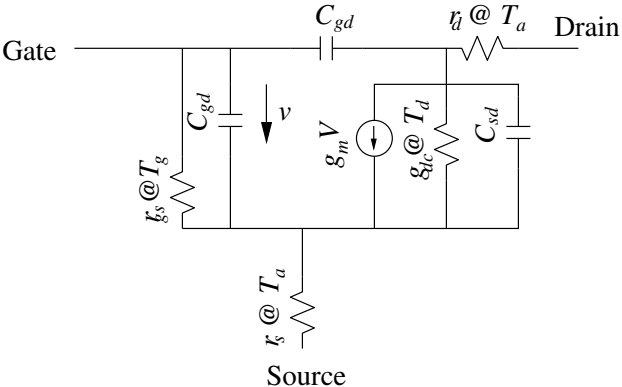 C_gd
r_d @ T_a
Drain
Gate
C_gd
v
g_m V
g_dc @ T_d
C_sd
r_gs @ T_g
r_s @ T_a
Source